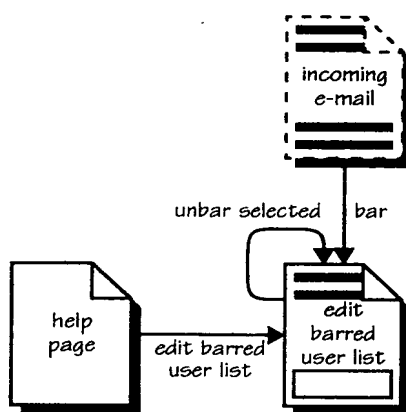 incoming
e-mail
unbar selected
bar
help
page
edit barred
user list
edit
barred
user list